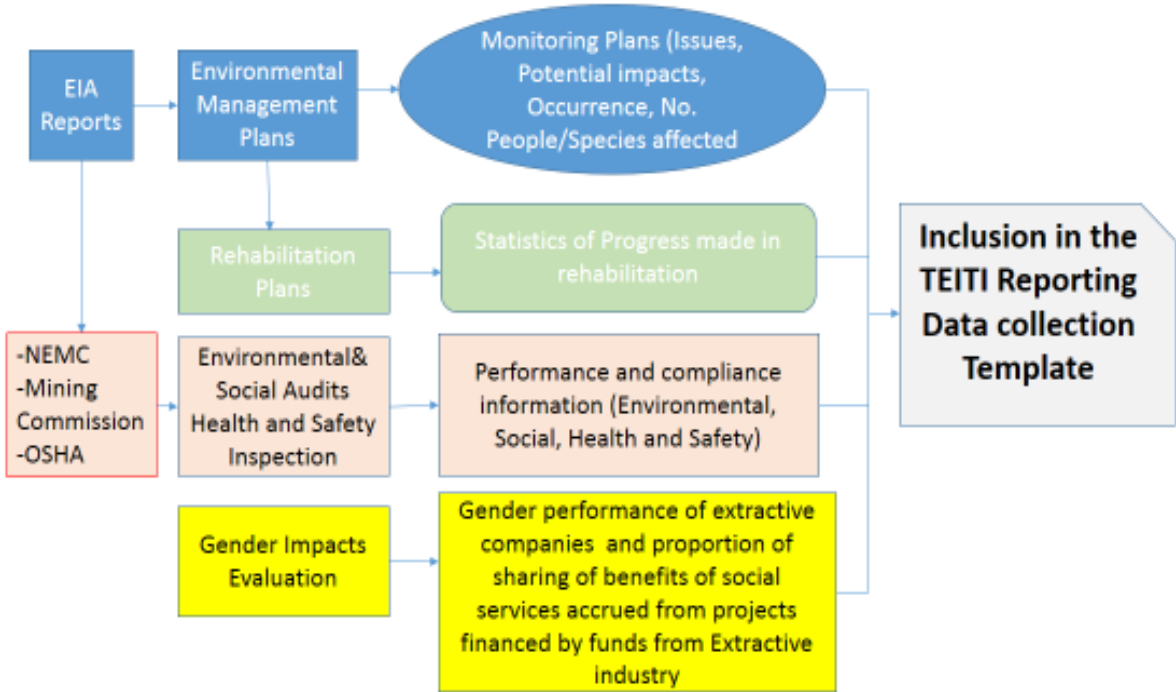 EIA
Reports
Environmental
Management
Plans
Monitoring Plans (Issues,
Potential impacts,
Occurrence, No.
People/Species affected
Rehabilitation
Plans
Statistics of Progress made in
rehabilitation
-NEMC
-Mining
Commission
-OSHA
Environmental&
Social Audits
Health and Safety
Inspection
Performance and compliance
information (Environmental,
Social, Health and Safety)
Gender Impacts
Evaluation
Gender performance of extractive
companies and proportion of
sharing of benefits of social
services accrued from projects
financed by funds from Extractive
industry
Inclusion in the
TEITI Reporting
Data collection
Template